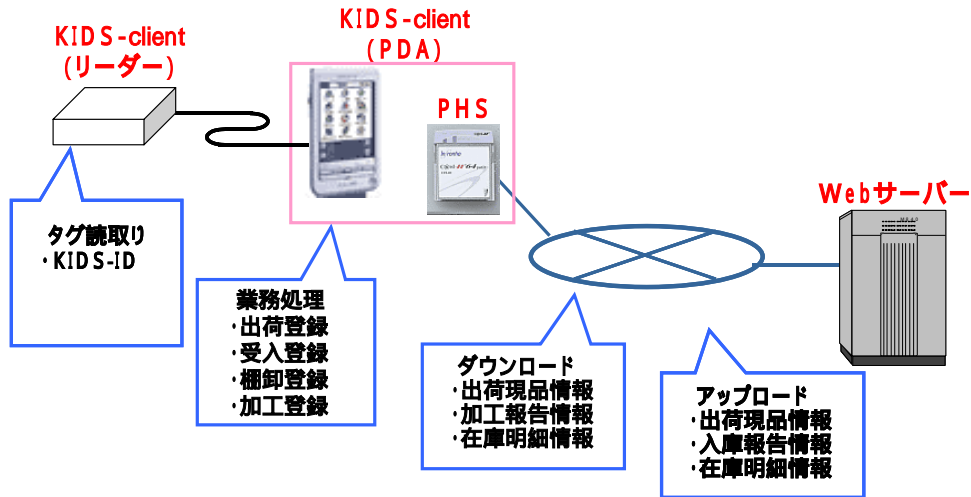 KIDS-client
(リーダー)
KIDS-client
(PDA)
PHS
Webサーバー
タグ読取り
・KIDS-ID
業務処理
・出荷登録
・受入登録
・棚卸登録
・加工登録
ダウンロード
・出荷現品情報
・加工報告情報
・在庫明細情報
アップロード
・出荷現品情報
・入庫報告情報
・在庫明細情報